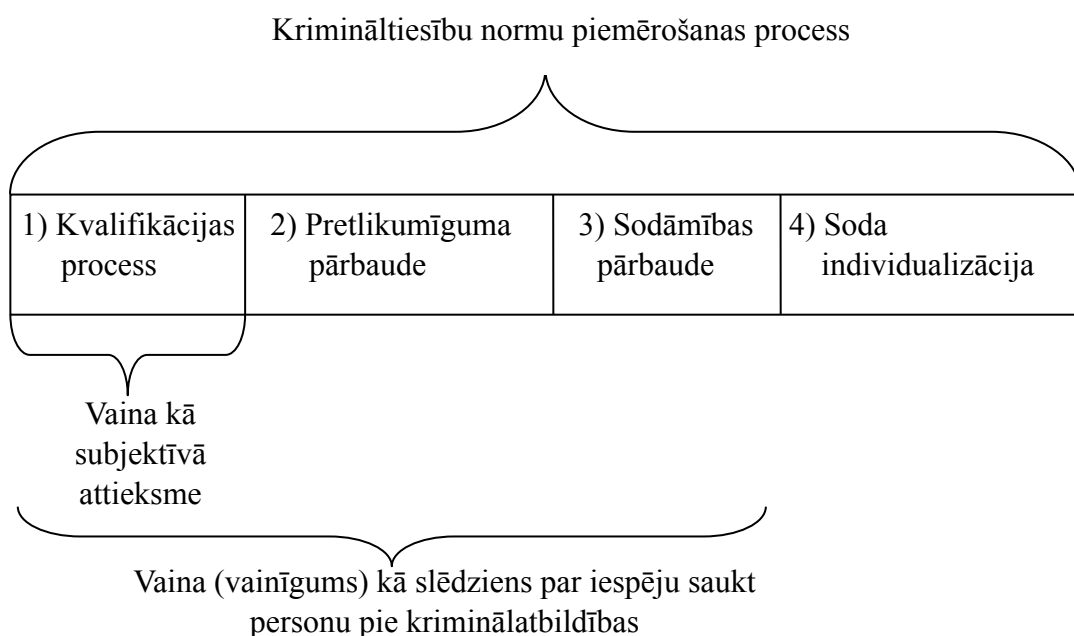 Krimināltiesību normu piemērošanas process
1) Kvalifikācijas process
2) Pretlikumīguma pārbaude
3) Sodāmības pārbaude
4) Soda individualizācija
Vaina kā
subjektīvā
attieksme
Vaina (vainīgums) kā slēdziens par iespēju saukt
personu pie kriminālatbildības